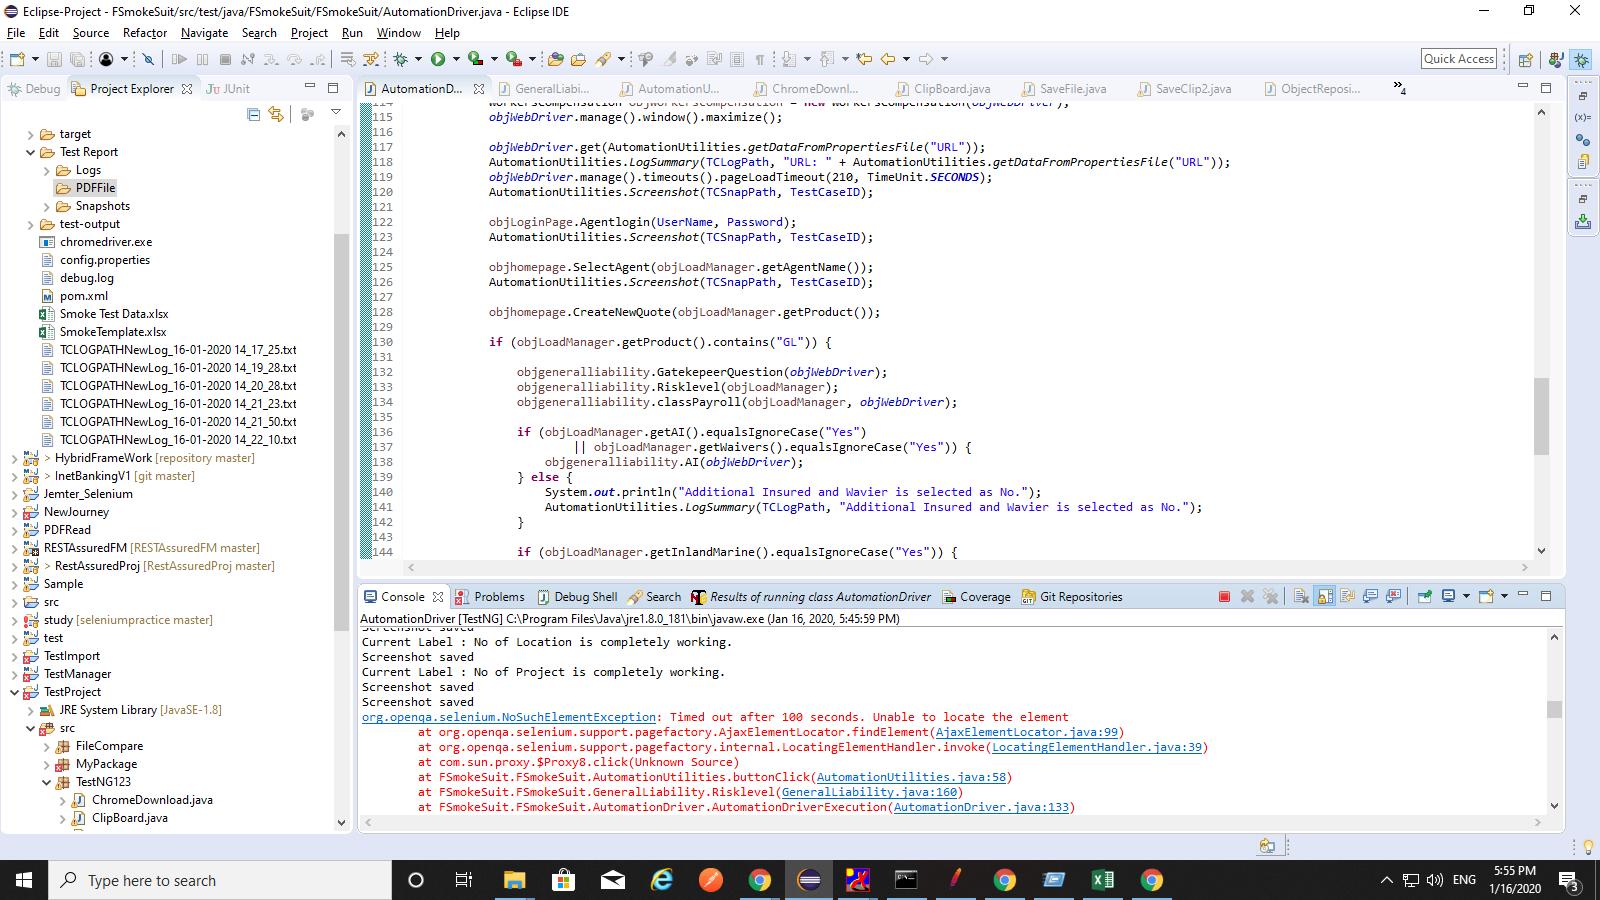 Eclipse-Project - FSmokeSuit/src/test/java/FSmokeSuit/FSmokeSuit/AutomationDriver.java - Eclipse IDE
File Edit Source Refactor Navigate Search Project Run Window Help
Quick Access
Debug Project Explorer JUnit
AutomationD... GeneralLiabi... AutomationU... ChromeDownl... ClipBoard.java SaveFile.java SaveClip2.java ObjectReposi... »4
target
Test Report
Logs
PDFFile
Snapshots
test-output
chromedriver.exe
config.properties
debug.log
pom.xml
Smoke Test Data.xlsx
SmokeTemplate.xlsx
TCLOGPATHNewLog_16-01-2020 14_17_25.txt
TCLOGPATHNewLog_16-01-2020 14_19_28.txt
TCLOGPATHNewLog_16-01-2020 14_20_28.txt
TCLOGPATHNewLog_16-01-2020 14_21_23.txt
TCLOGPATHNewLog_16-01-2020 14_21_50.txt
TCLOGPATHNewLog_16-01-2020 14_22_10.txt
> HybridFrameWork [repository master]
> InetBankingV1 [git master]
Jemter_Selenium
NewJourney
PDFRead
RESTAssuredFM [RESTAssuredFM master]
> RestAssuredProj [RestAssuredProj master]
Sample
src
study [seleniumpractice master]
test
TestImport
TestManager
TestProject
JRE System Library [JavaSE-1.8]
src
FileCompare
MyPackage
TestNG123
ChromeDownload.java
ClipBoard.java
114 WorkersCompensation objWorkersCompensation = new WorkersCompensation(objWebDriver);
115 objWebDriver.manage().window().maximize();
116
117 objWebDriver.get(AutomationUtilities.getDataFromPropertiesFile("URL"));
118 AutomationUtilities.LogSummary(TCLogPath, "URL: " + AutomationUtilities.getDataFromPropertiesFile("URL"));
119 objWebDriver.manage().timeouts().pageLoadTimeout(210, TimeUnit.SECONDS);
120 AutomationUtilities.Screenshot(TCSnapPath, TestCaseID);
121
122 objLoginPage.Agentlogin(UserName, Password);
123 AutomationUtilities.Screenshot(TCSnapPath, TestCaseID);
124
125 objhomepage.SelectAgent(objLoadManager.getAgentName());
126 AutomationUtilities.Screenshot(TCSnapPath, TestCaseID);
127
128 objhomepage.CreateNewQuote(objLoadManager.getProduct());
129
130 if (objLoadManager.getProduct().contains("GL")) {
131
132 objgeneralliability.GatekepeerQuestion(objWebDriver);
133 objgeneralliability.Risklevel(objLoadManager);
134 objgeneralliability.classPayroll(objLoadManager, objWebDriver);
135
136 if (objLoadManager.getAI().equalsIgnoreCase("Yes")
137 || objLoadManager.getWaivers().equalsIgnoreCase("Yes")) {
138 objgeneralliability.AI(objWebDriver);
139 } else {
140 System.out.println("Additional Insured and Wavier is selected as No.");
141 AutomationUtilities.LogSummary(TCLogPath, "Additional Insured and Wavier is selected as No.");
142 }
143
144 if (objLoadManager.getInlandMarine().equalsIgnoreCase("Yes")) {
Console Problems Debug Shell Search Results of running class AutomationDriver Coverage Git Repositories
AutomationDriver [TestNG] C:\Program Files\Java\jre1.8.0_181\bin\javaw.exe (Jan 16, 2020, 5:45:59 PM)
Screenshot saved
Current Label : No of Location is completely working.
Screenshot saved
Current Label : No of Project is completely working.
Screenshot saved
Screenshot saved
org.openqa.selenium.NoSuchElementException: Timed out after 100 seconds. Unable to locate the element
at org.openqa.selenium.support.pagefactory.AjaxElementLocator.findElement(AjaxElementLocator.java:99)
at org.openqa.selenium.support.pagefactory.internal.LocatingElementHandler.invoke(LocatingElementHandler.java:39)
at com.sun.proxy.$Proxy8.click(Unknown Source)
at FSmokeSuit.FSmokeSuit.AutomationUtilities.buttonClick(AutomationUtilities.java:58)
at FSmokeSuit.FSmokeSuit.GeneralLiability.Risklevel(GeneralLiability.java:160)
at FSmokeSuit.FSmokeSuit.AutomationDriver.AutomationDriverExecution(AutomationDriver.java:133)
Type here to search
ENG
5:55 PM
1/16/2020
3